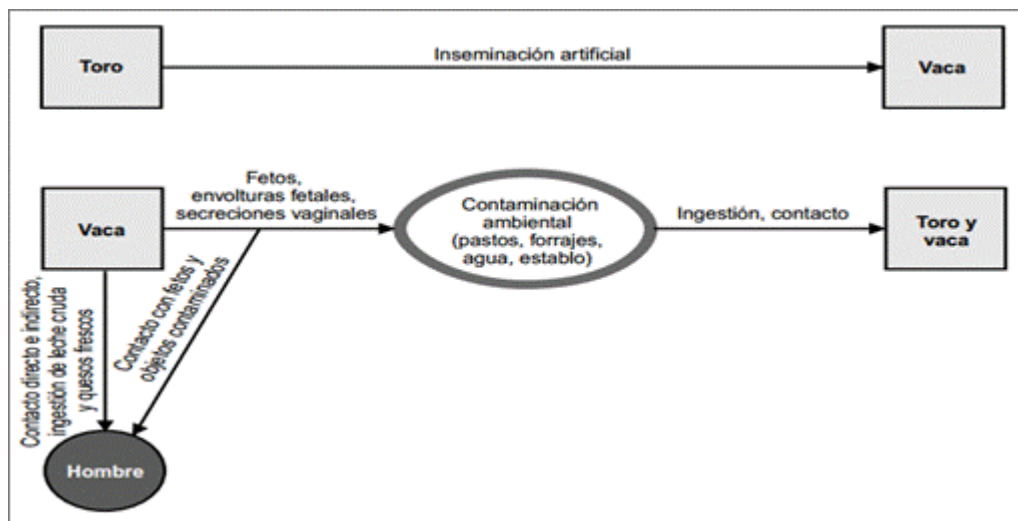 Toro
Inseminación artificial
Vaca
Vaca
Fetos,
envolturas fetales,
secreciones vaginales
Contaminación
ambiental
(pastos, forrajes,
agua, establo)
Ingestión, contacto
Toro y
vaca
Contacto directo e indirecto,
ingestión de leche cruda
y quesos frescos
Contacto con fetos y
objetos contaminados
Hombre